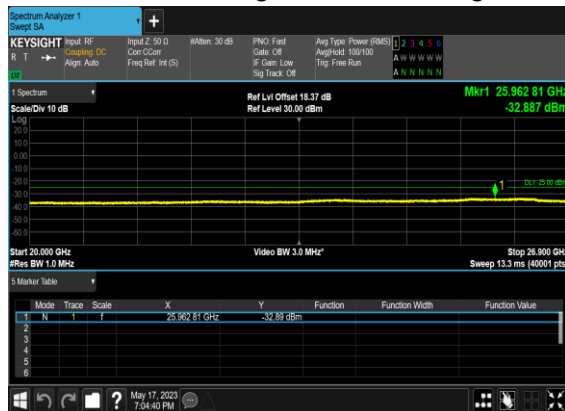 Spectrum Analyzer 1
Swept SA
+
KEYSIGHT Input: RF Input Z: 50 Ω #Atten: 30 dB PNO: Fast Avg Type: Power (RMS) 1 2 3 4 5 6
R T Coupling: DC Corr CCorr Gate: Off Avg|Hold: 100/100 A W W W W W
Align: Auto Freq Ref: Int (S) IF Gain: Low Trig: Free Run
LW Sig Track: Off A N N N N N
1 Spectrum Ref Lvl Offset 18.37 dB Mkr1 25.962 81 GHz
Scale/Div 10 dB Ref Level 30.00 dBm -32.887 dBm
Log
20.0
10.0
0.00
-10.0
-20.0
1 DL1 -25.00 dBm
-30.0
-40.0
-50.0
-60.0
Start 20.000 GHz Video BW 3.0 MHz* Stop 26.900 GHz
#Res BW 1.0 MHz Sweep 13.3 ms (40001 pts)
5 Marker Table
Mode Trace Scale X Y Function Function Width Function Value
1 N 1 f 25.962 81 GHz -32.89 dBm
2
3
4
5
6
? May 17, 2023
7:04:40 PM